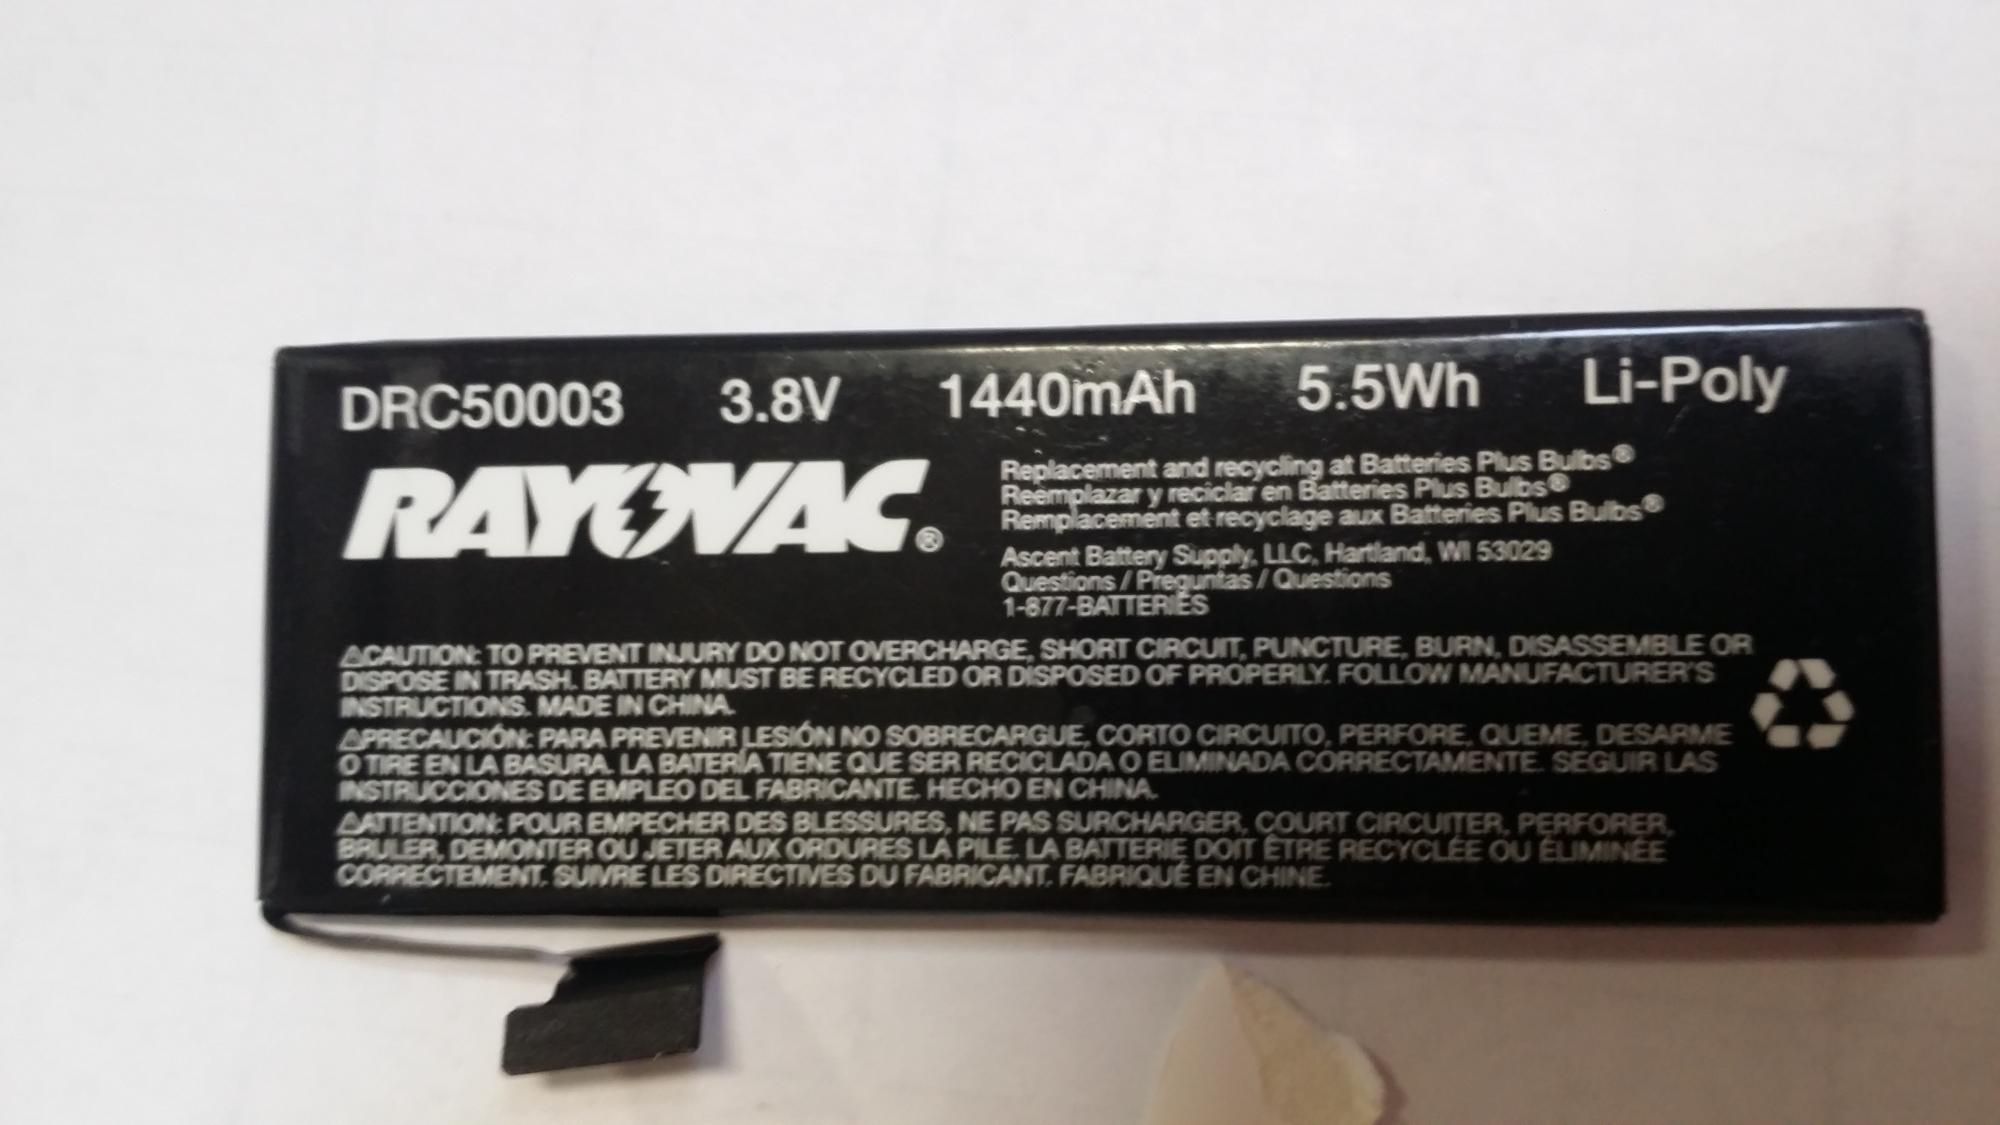 DRC50003 3.8V 1440mAh 5.5Wh Li-Poly
RAYOVAC®
Replacement and recycling at Batteries Plus Bulbs®
Reemplazar y reciclar en Batteries Plus Bulbs®
Remplacement et recyclage aux Batteries Plus Bulbs®
Ascent Battery Supply, LLC, Hartland, WI 53029
Questions / Preguntas / Questions
1-877-BATTERIES
⚠CAUTION: TO PREVENT INJURY DO NOT OVERCHARGE, SHORT CIRCUIT, PUNCTURE, BURN, DISASSEMBLE OR
DISPOSE IN TRASH. BATTERY MUST BE RECYCLED OR DISPOSED OF PROPERLY. FOLLOW MANUFACTURER'S
INSTRUCTIONS. MADE IN CHINA.
⚠PRECAUCIÓN: PARA PREVENIR LESIÓN NO SOBRECARGUE, CORTO CIRCUITO, PERFORE, QUEME, DESARME
O TIRE EN LA BASURA. LA BATERÍA TIENE QUE SER RECICLADA O ELIMINADA CORRECTAMENTE. SEGUIR LAS
INSTRUCCIONES DE EMPLEO DEL FABRICANTE. HECHO EN CHINA.
⚠ATTENTION: POUR EMPECHER DES BLESSURES, NE PAS SURCHARGER, COURT CIRCUITER, PERFORER,
BRULER, DEMONTER OU JETER AUX ORDURES LA PILE. LA BATTERIE DOIT ÊTRE RECYCLÉE OU ÉLIMINÉE
CORRECTEMENT. SUIVRE LES DIRECTIVES DU FABRICANT. FABRIQUÉ EN CHINE.